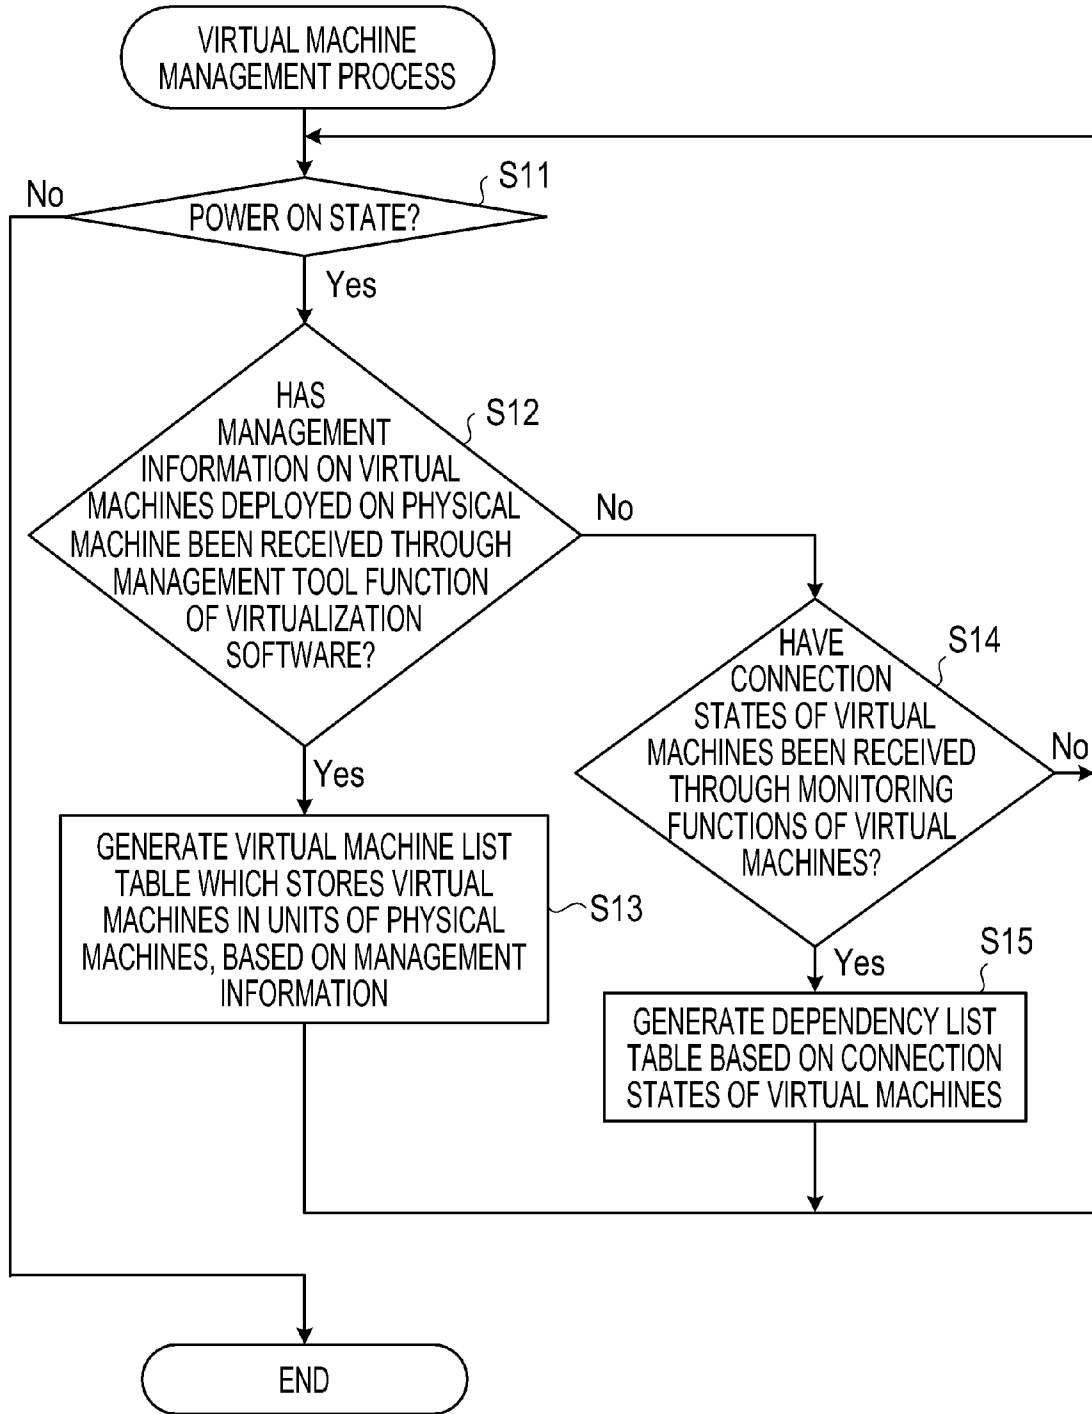 VIRTUAL MACHINE
MANAGEMENT PROCESS
S11
No
POWER ON STATE?
Yes
HAS
MANAGEMENT
INFORMATION ON VIRTUAL
MACHINES DEPLOYED ON PHYSICAL
MACHINE BEEN RECEIVED THROUGH
MANAGEMENT TOOL FUNCTION
OF VIRTUALIZATION
SOFTWARE?
S12
No
Yes
HAVE
CONNECTION
STATES OF VIRTUAL
MACHINES BEEN RECEIVED
THROUGH MONITORING
FUNCTIONS OF VIRTUAL
MACHINES?
S14
No
Yes
GENERATE VIRTUAL MACHINE LIST
TABLE WHICH STORES VIRTUAL
MACHINES IN UNITS OF PHYSICAL
MACHINES, BASED ON MANAGEMENT
INFORMATION
S13
S15
GENERATE DEPENDENCY LIST
TABLE BASED ON CONNECTION
STATES OF VIRTUAL MACHINES
END